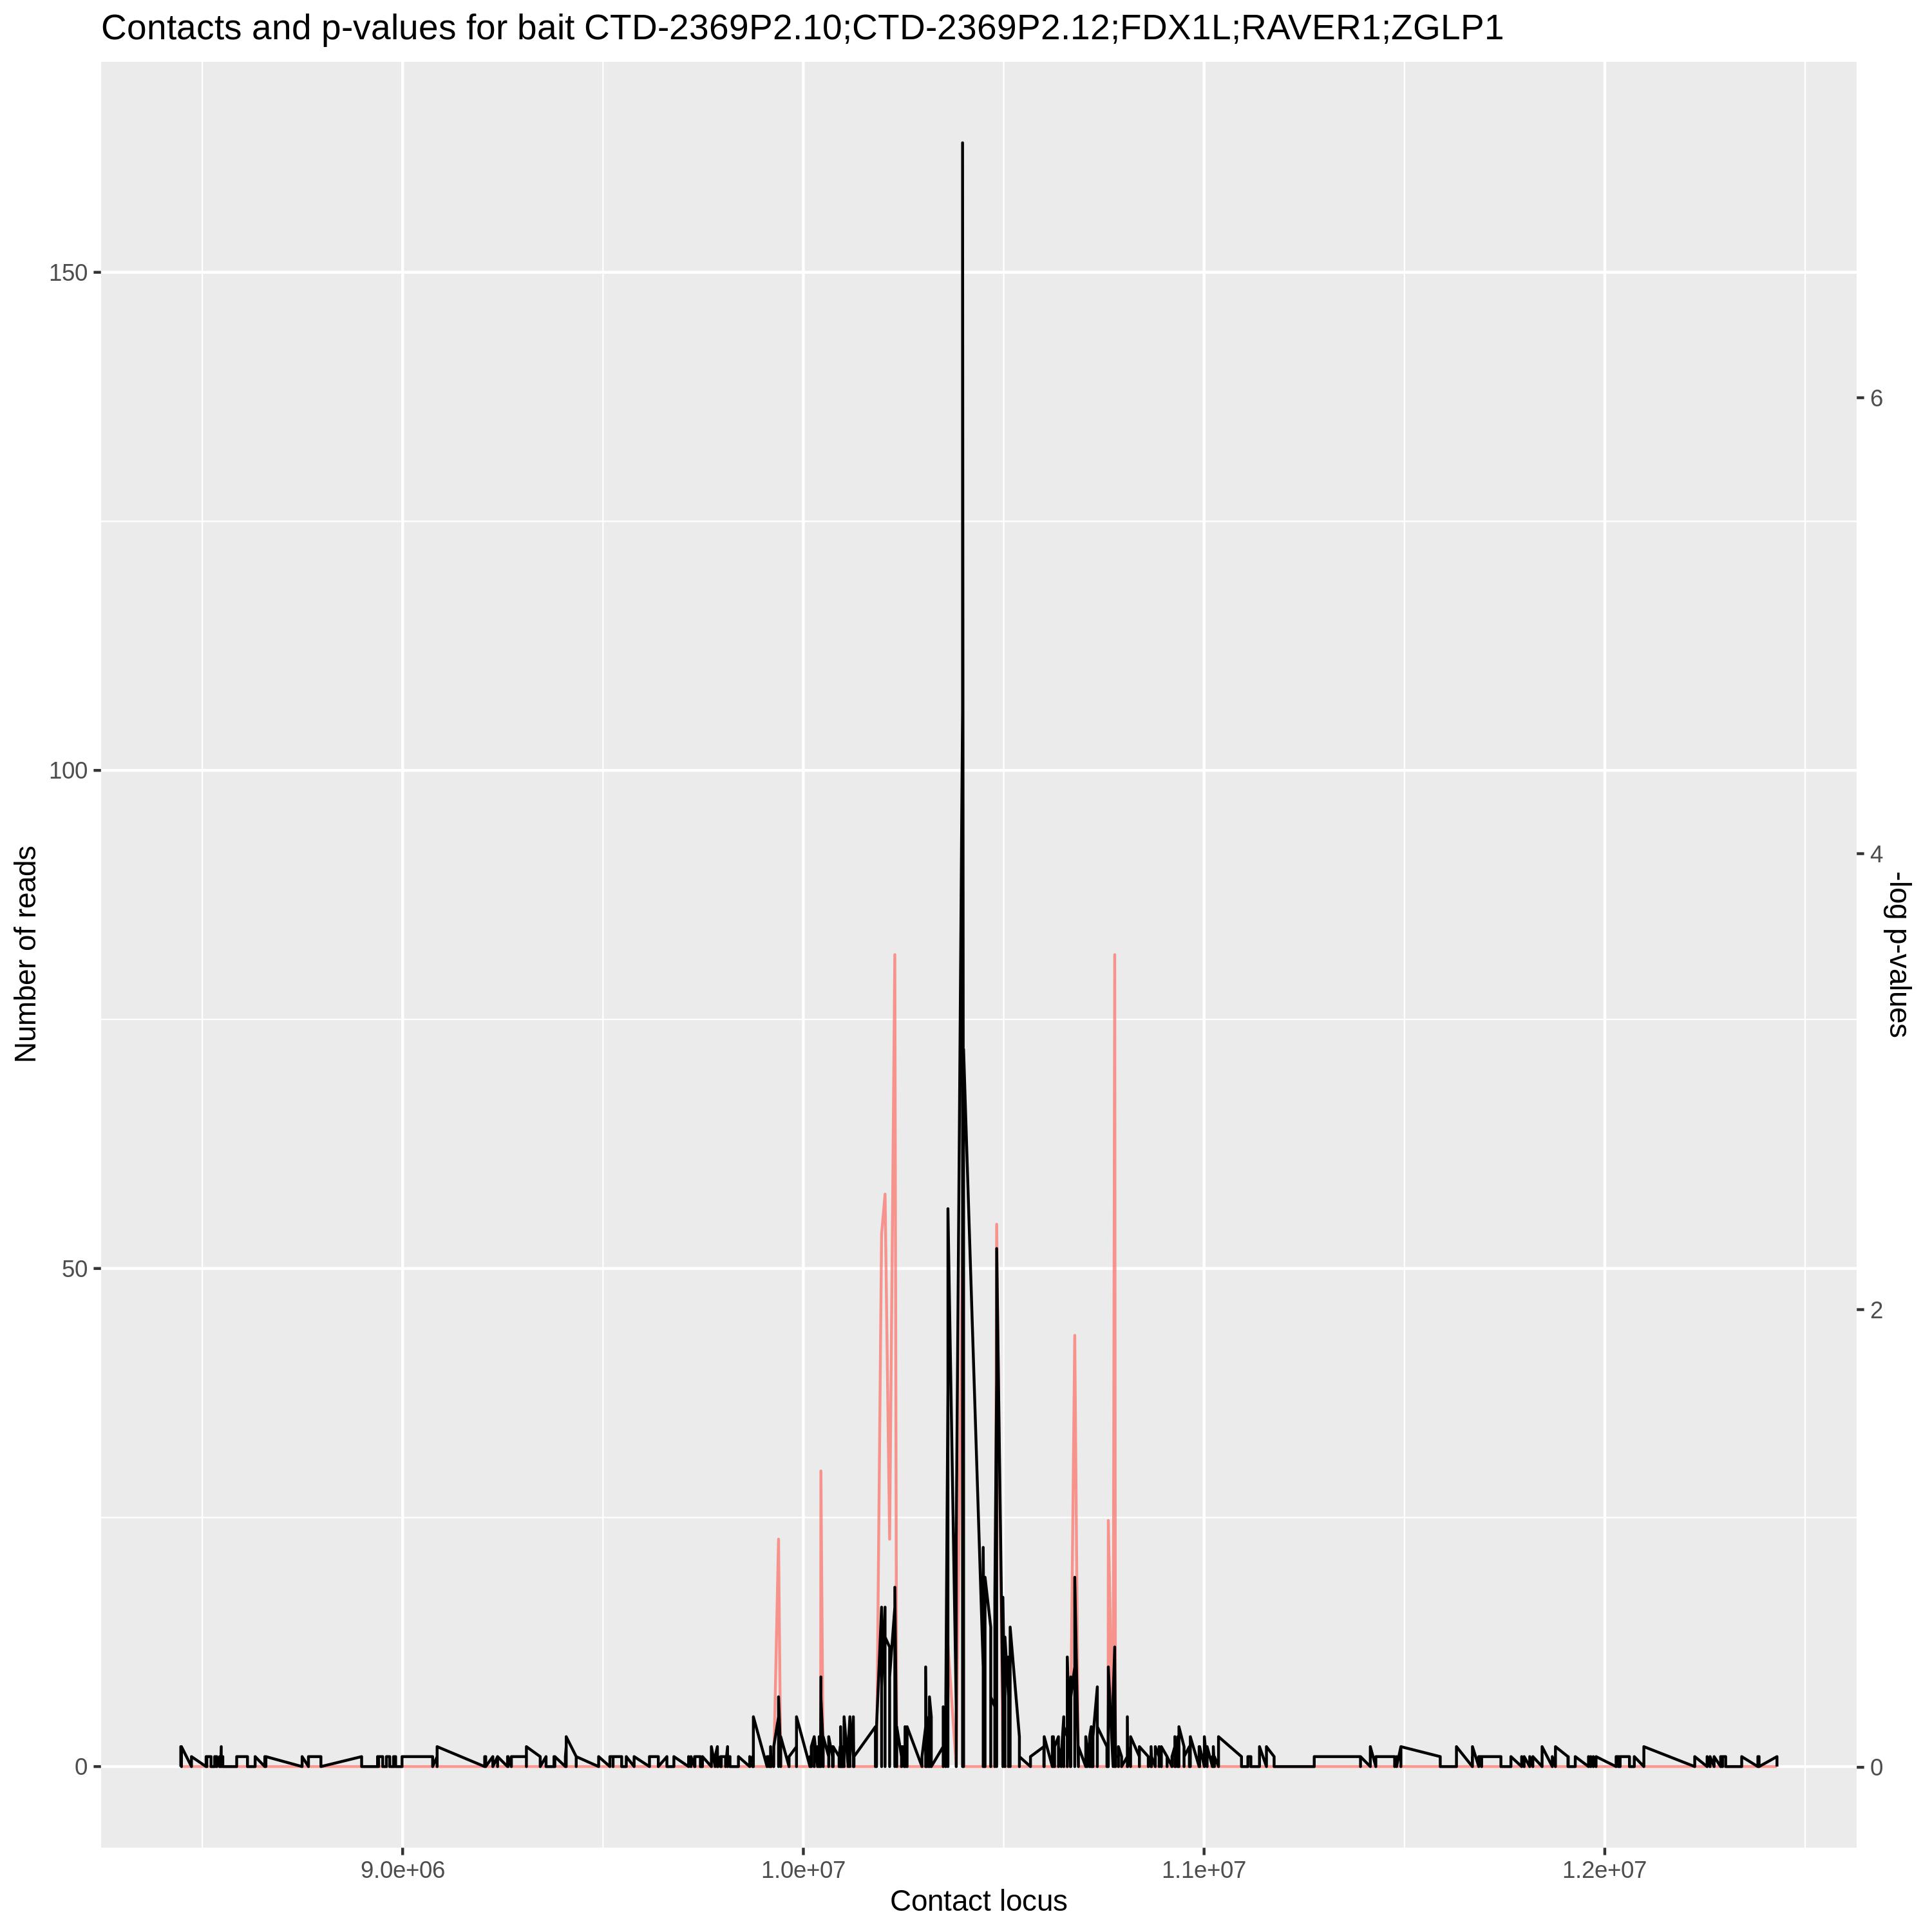 Contacts and p-values for bait CTD-2369P2.10;CTD-2369P2.12;FDX1L;RAVER1;ZGLP1
150
100
50
0
Number of reads
6
4
2
0
-log p-values
9.0e+06 1.0e+07 1.1e+07 1.2e+07
Contact locus